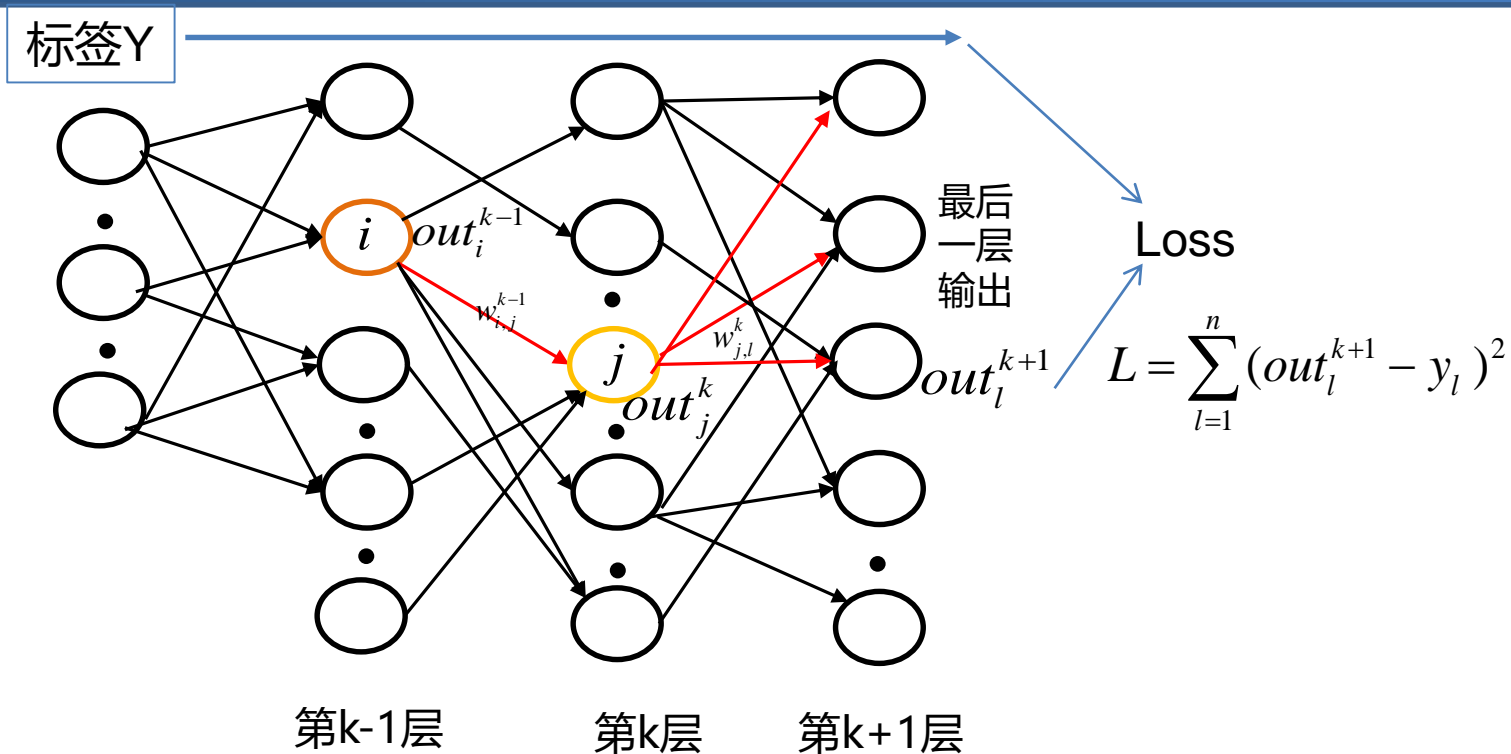 标签Y
i
out_i^{k-1}
w_{i,j}^{k-1}
j
out_j^k
w_{j,l}^k
最后
一层
输出
out_l^{k+1}
Loss
L = \sum_{l=1}^{n} (out_l^{k+1} - y_l)^2
第k-1层
第k层
第k+1层